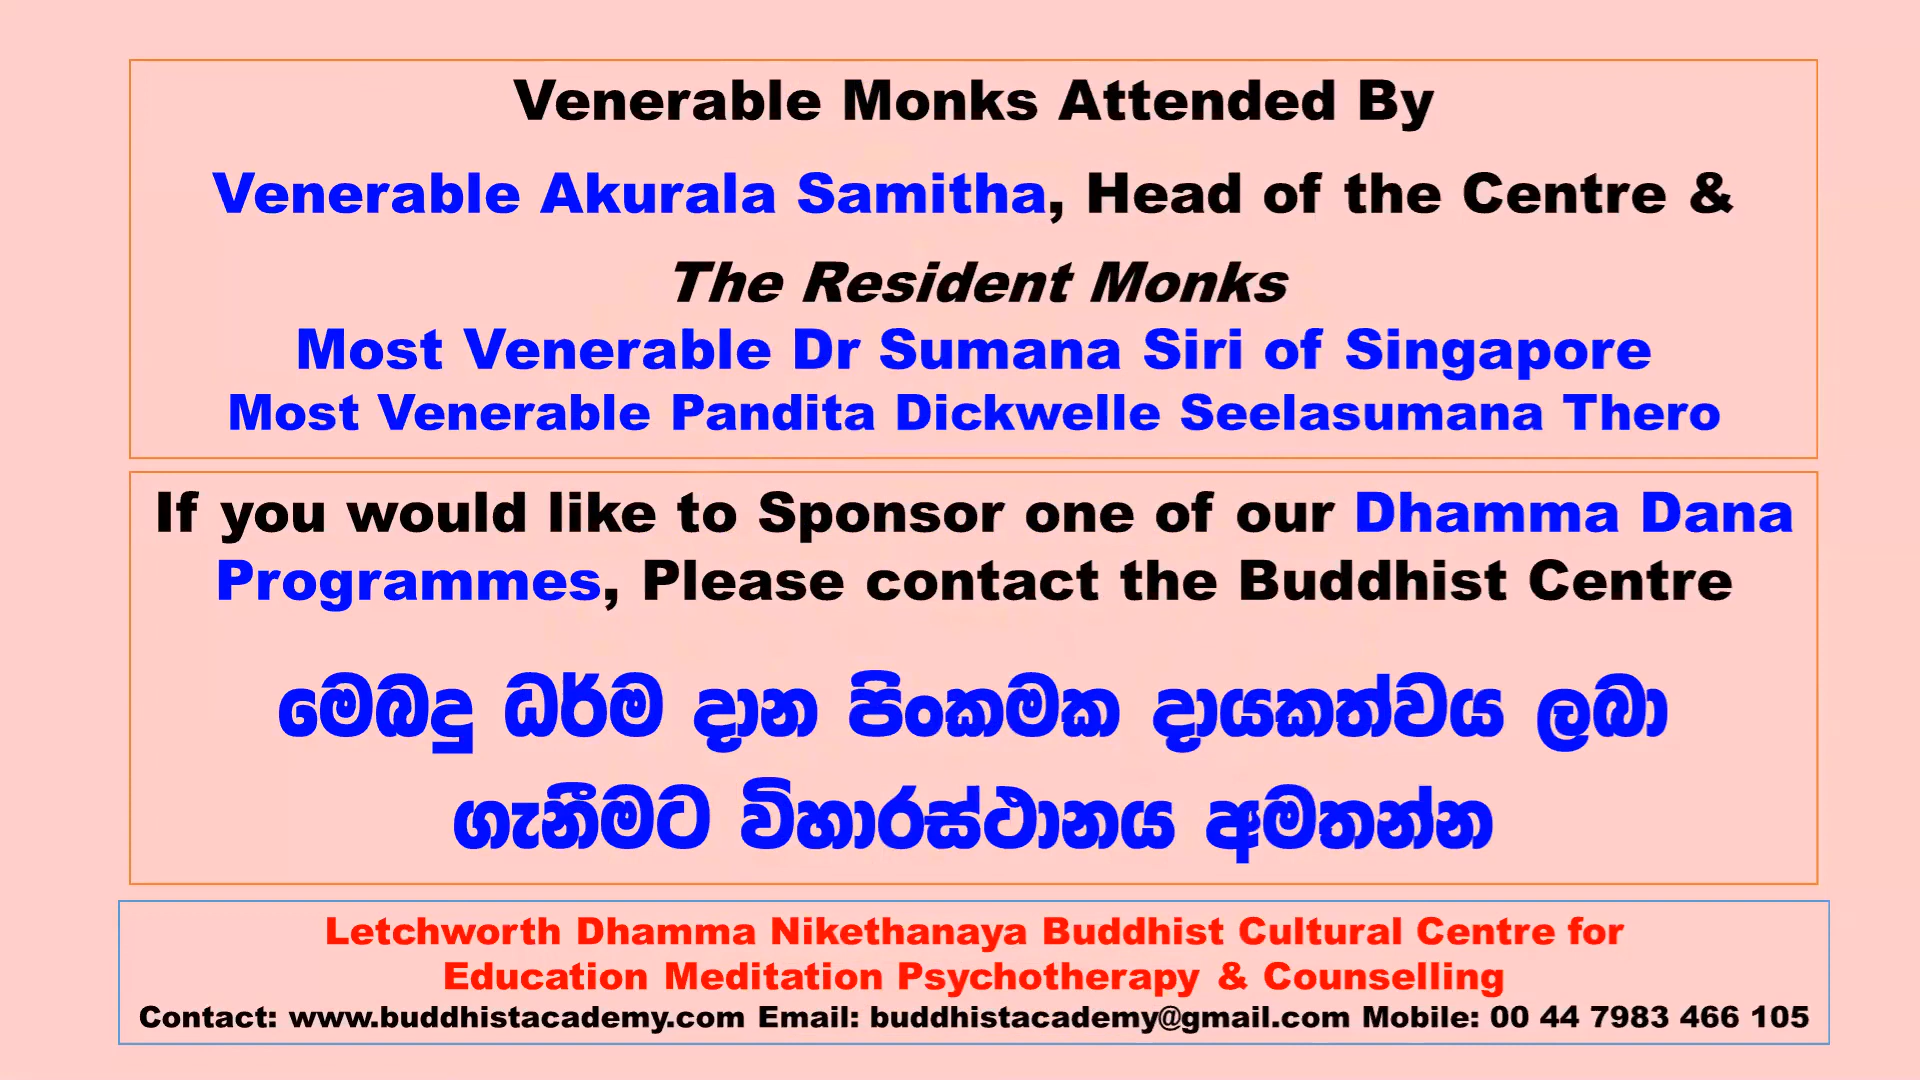 Venerable Monks Attended By
Venerable Akurala Samitha, Head of the Centre &
The Resident Monks
Most Venerable Dr Sumana Siri of Singapore
Most Venerable Pandita Dickwelle Seelasumana Thero
If you would like to Sponsor one of our Dhamma Dana
Programmes, Please contact the Buddhist Centre
මෙබදු ධර්ම දාන පිංකමක දායකත්වය ලබා
ගැනීමට විහාරස්ථානය අමතන්න
Letchworth Dhamma Nikethanaya Buddhist Cultural Centre for
Education Meditation Psychotherapy & Counselling
Contact: www.buddhistacademy.com Email: buddhistacademy@gmail.com Mobile: 00 44 7983 466 105